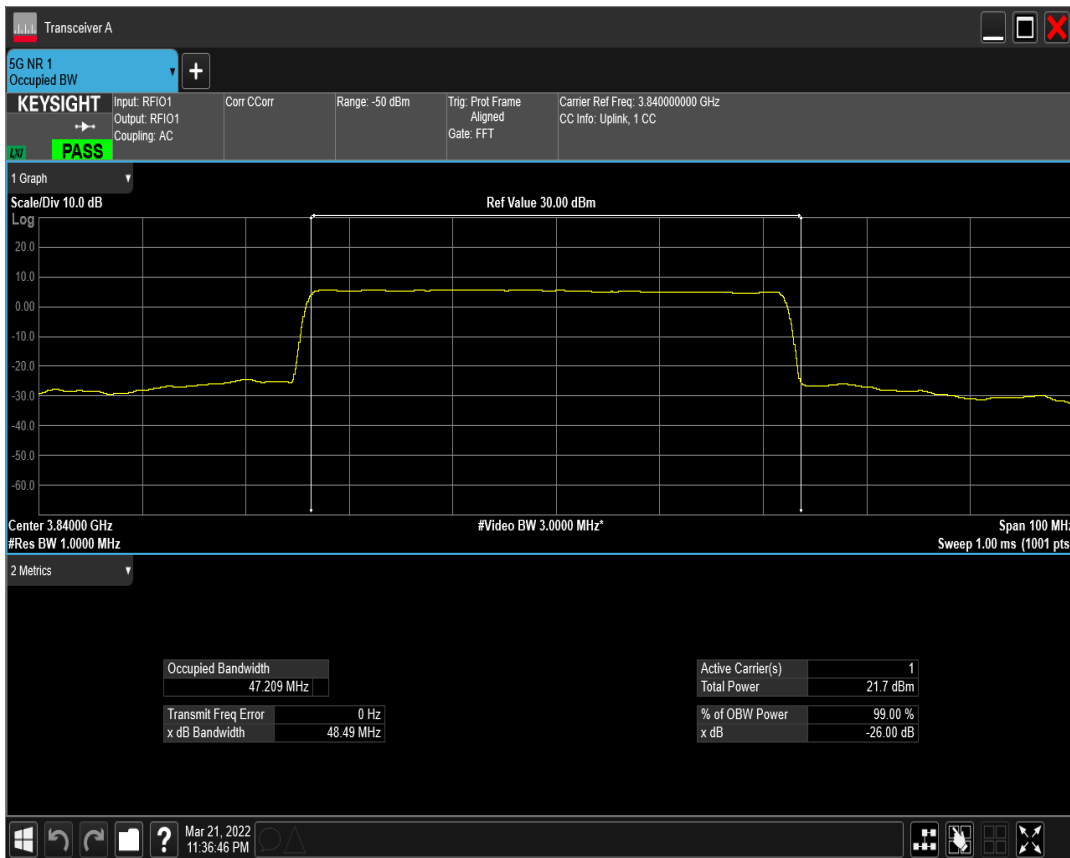 Transceiver A
5G NR 1
Occupied BW
+
KEYSIGHT
LXI
PASS
Input: RFIO1
Output: RFIO1
Coupling: AC
Corr CCorr
Range: -50 dBm
Trig: Prot Frame
Aligned
Gate: FFT
Carrier Ref Freq: 3.840000000 GHz
CC Info: Uplink, 1 CC
1 Graph
Scale/Div 10.0 dB
Ref Value 30.00 dBm
Log
20.0
10.0
0.00
-10.0
-20.0
-30.0
-40.0
-50.0
-60.0
Center 3.84000 GHz
#Video BW 3.0000 MHz*
Span 100 MHz
#Res BW 1.0000 MHz
Sweep 1.00 ms (1001 pts
2 Metrics
Occupied Bandwidth
47.209 MHz
Transmit Freq Error 0 Hz
x dB Bandwidth 48.49 MHz
Active Carrier(s) 1
Total Power 21.7 dBm
% of OBW Power 99.00 %
x dB -26.00 dB
?
Mar 21, 2022
11:36:46 PM